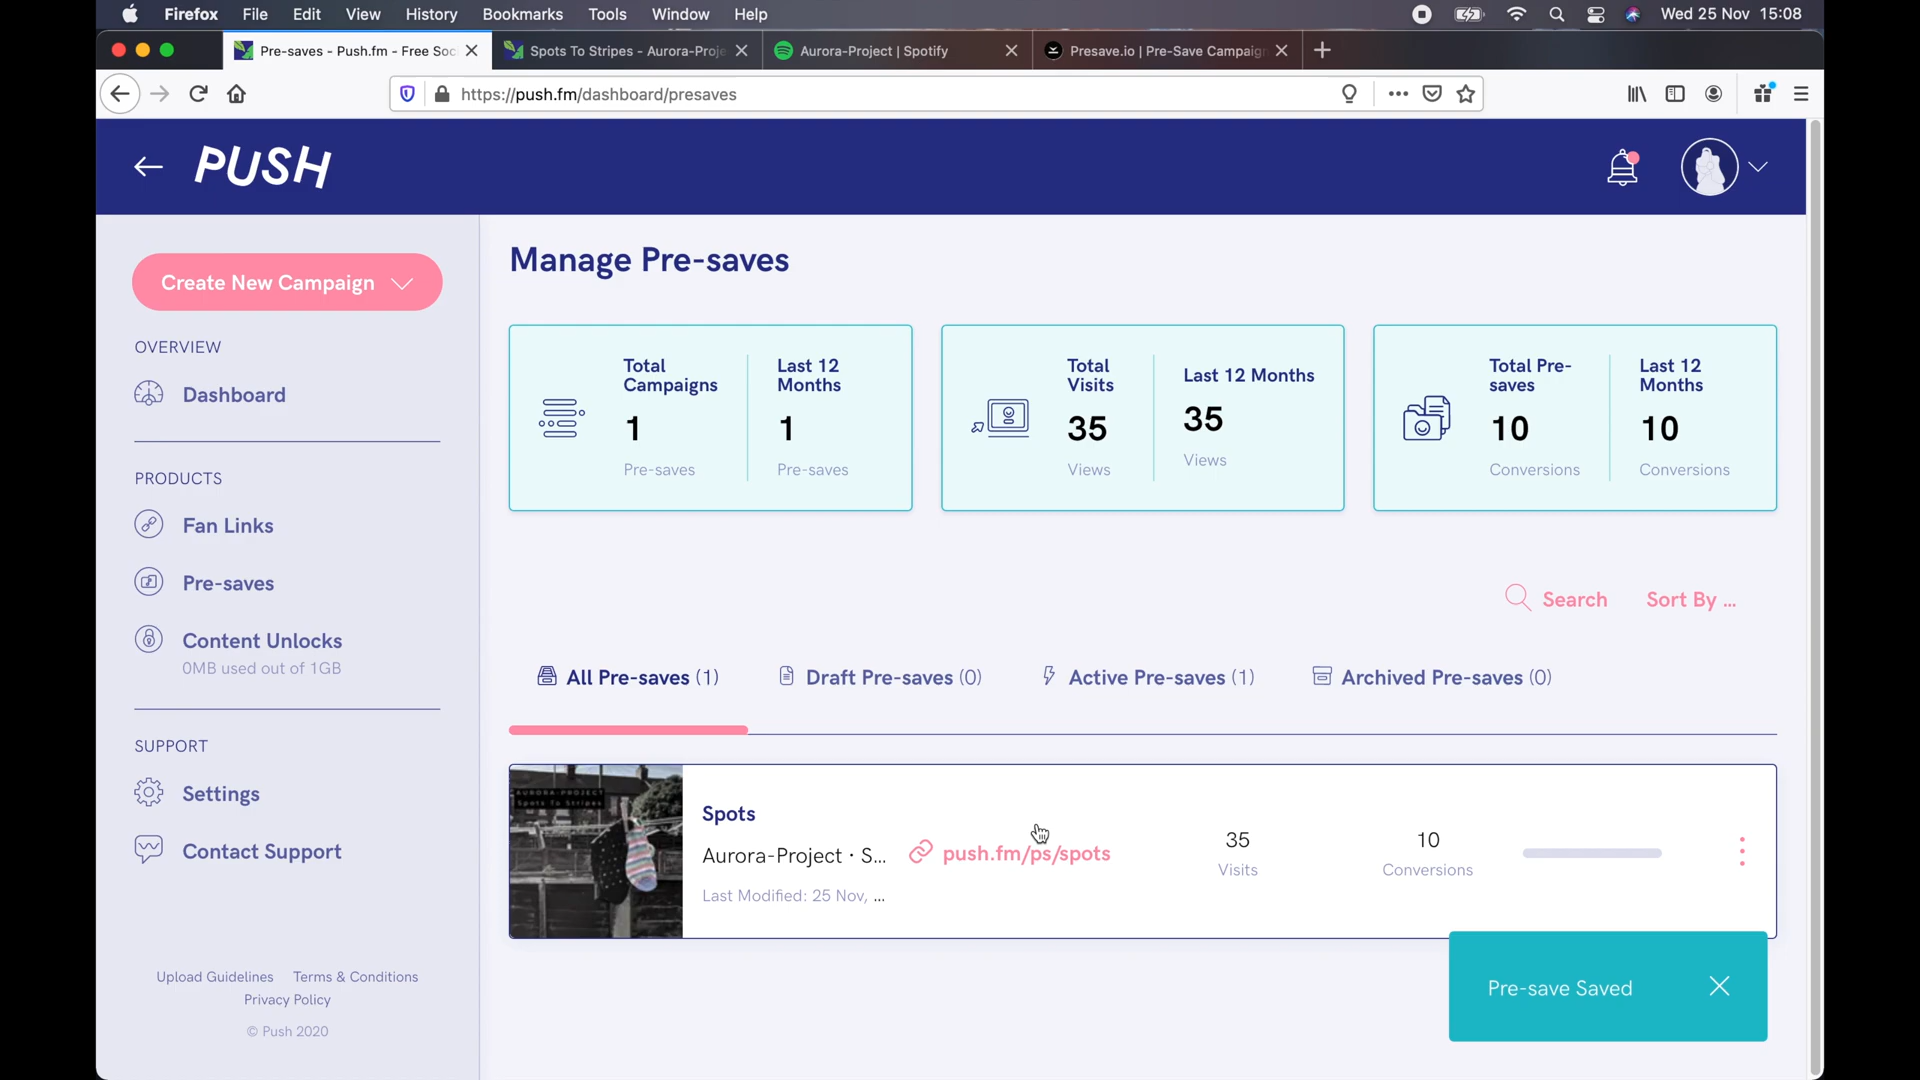 Firefox File Edit View History Bookmarks Tools Window Help Wed 25 Nov 15:08
Pre-saves - Push.fm - Free Soc Spots To Stripes - Aurora-Proje Aurora-Project | Spotify Presave.io | Pre-Save Campaign
https://push.fm/dashboard/presaves
PUSH
Create New Campaign
OVERVIEW
Dashboard
PRODUCTS
Fan Links
Pre-saves
Content Unlocks
0MB used out of 1GB
SUPPORT
Settings
Contact Support
Upload Guidelines Terms & Conditions
Privacy Policy
© Push 2020
Manage Pre-saves
Total Campaigns
1
Pre-saves
Last 12 Months
1
Pre-saves
Total Visits
35
Views
Last 12 Months
35
Views
Total Pre-saves
10
Conversions
Last 12 Months
10
Conversions
Search Sort By ...
All Pre-saves (1) Draft Pre-saves (0) Active Pre-saves (1) Archived Pre-saves (0)
AURORA-PROJECT
Spots To Stripes
Spots
Aurora-Project · S...
Last Modified: 25 Nov, ...
push.fm/ps/spots
35
Visits
10
Conversions
Pre-save Saved